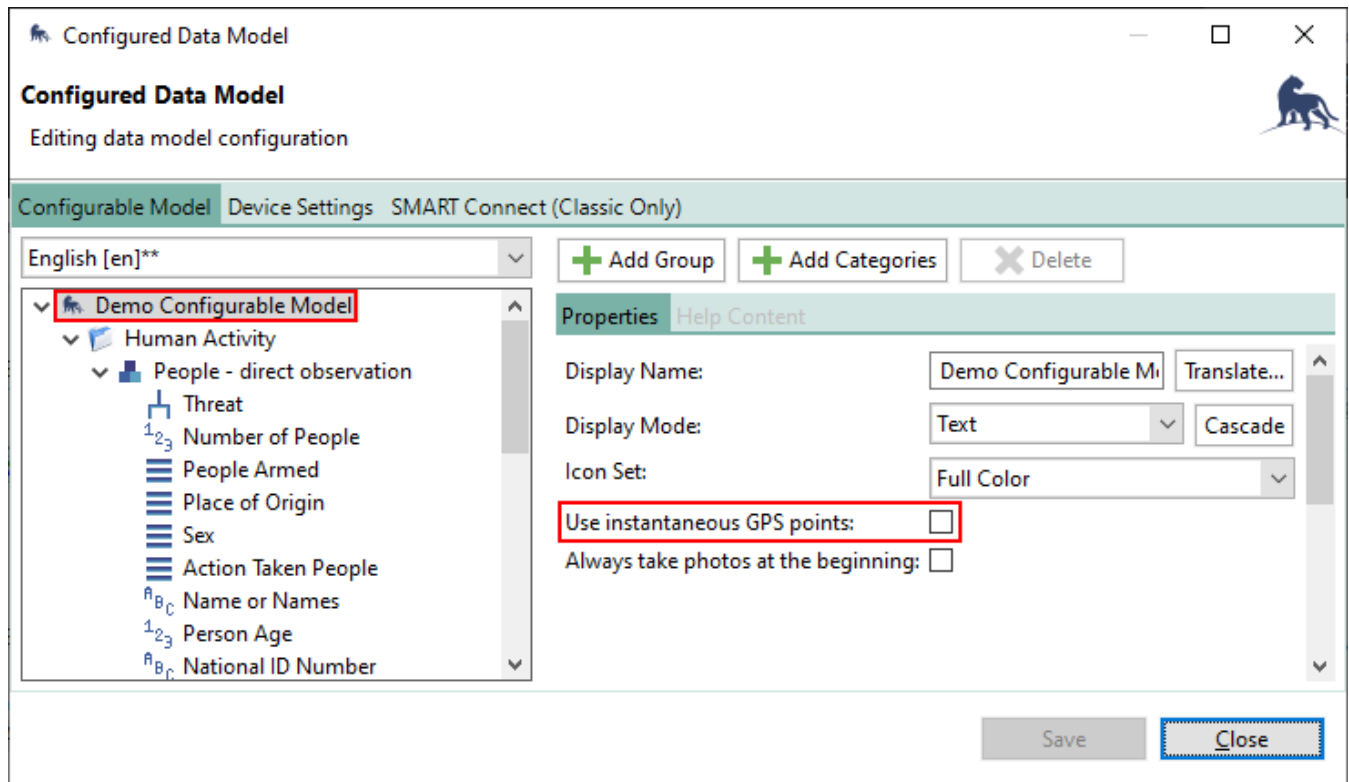 Configured Data Model
Configured Data Model
Editing data model configuration
Configurable Model Device Settings SMART Connect (Classic Only)
English [en]**
Add Group Add Categories Delete
Demo Configurable Model
Human Activity
People - direct observation
Threat
Number of People
People Armed
Place of Origin
Sex
Action Taken People
Name or Names
Person Age
National ID Number
Properties Help Content
Display Name: Demo Configurable M Translate...
Display Mode: Text Cascade
Icon Set: Full Color
Use instantaneous GPS points:
Always take photos at the beginning:
Save Close